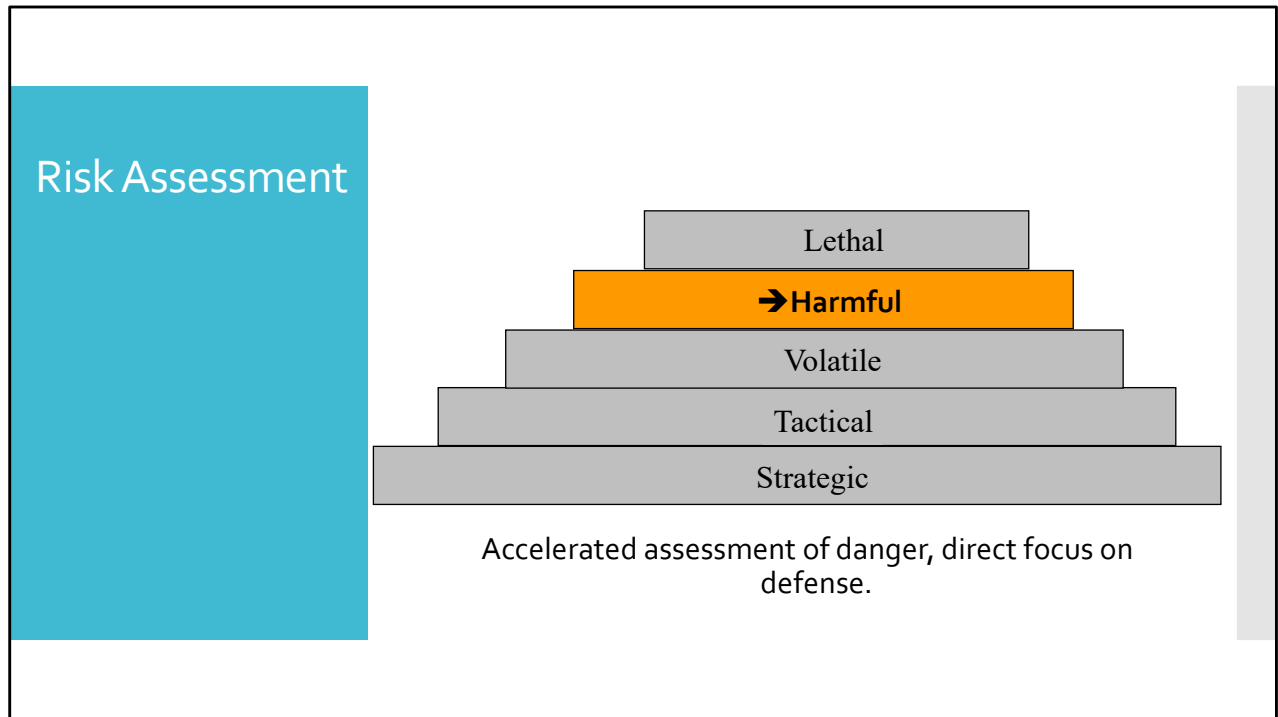 Risk Assessment
Lethal
➔Harmful
Volatile
Tactical
Strategic
Accelerated assessment of danger, direct focus on
defense.